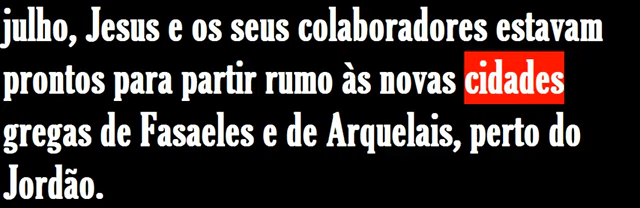 julho, Jesus e os seus colaboradores estavam
prontos para partir rumo às novas cidades
gregas de Fasaeles e de Arquelais, perto do
Jordão.